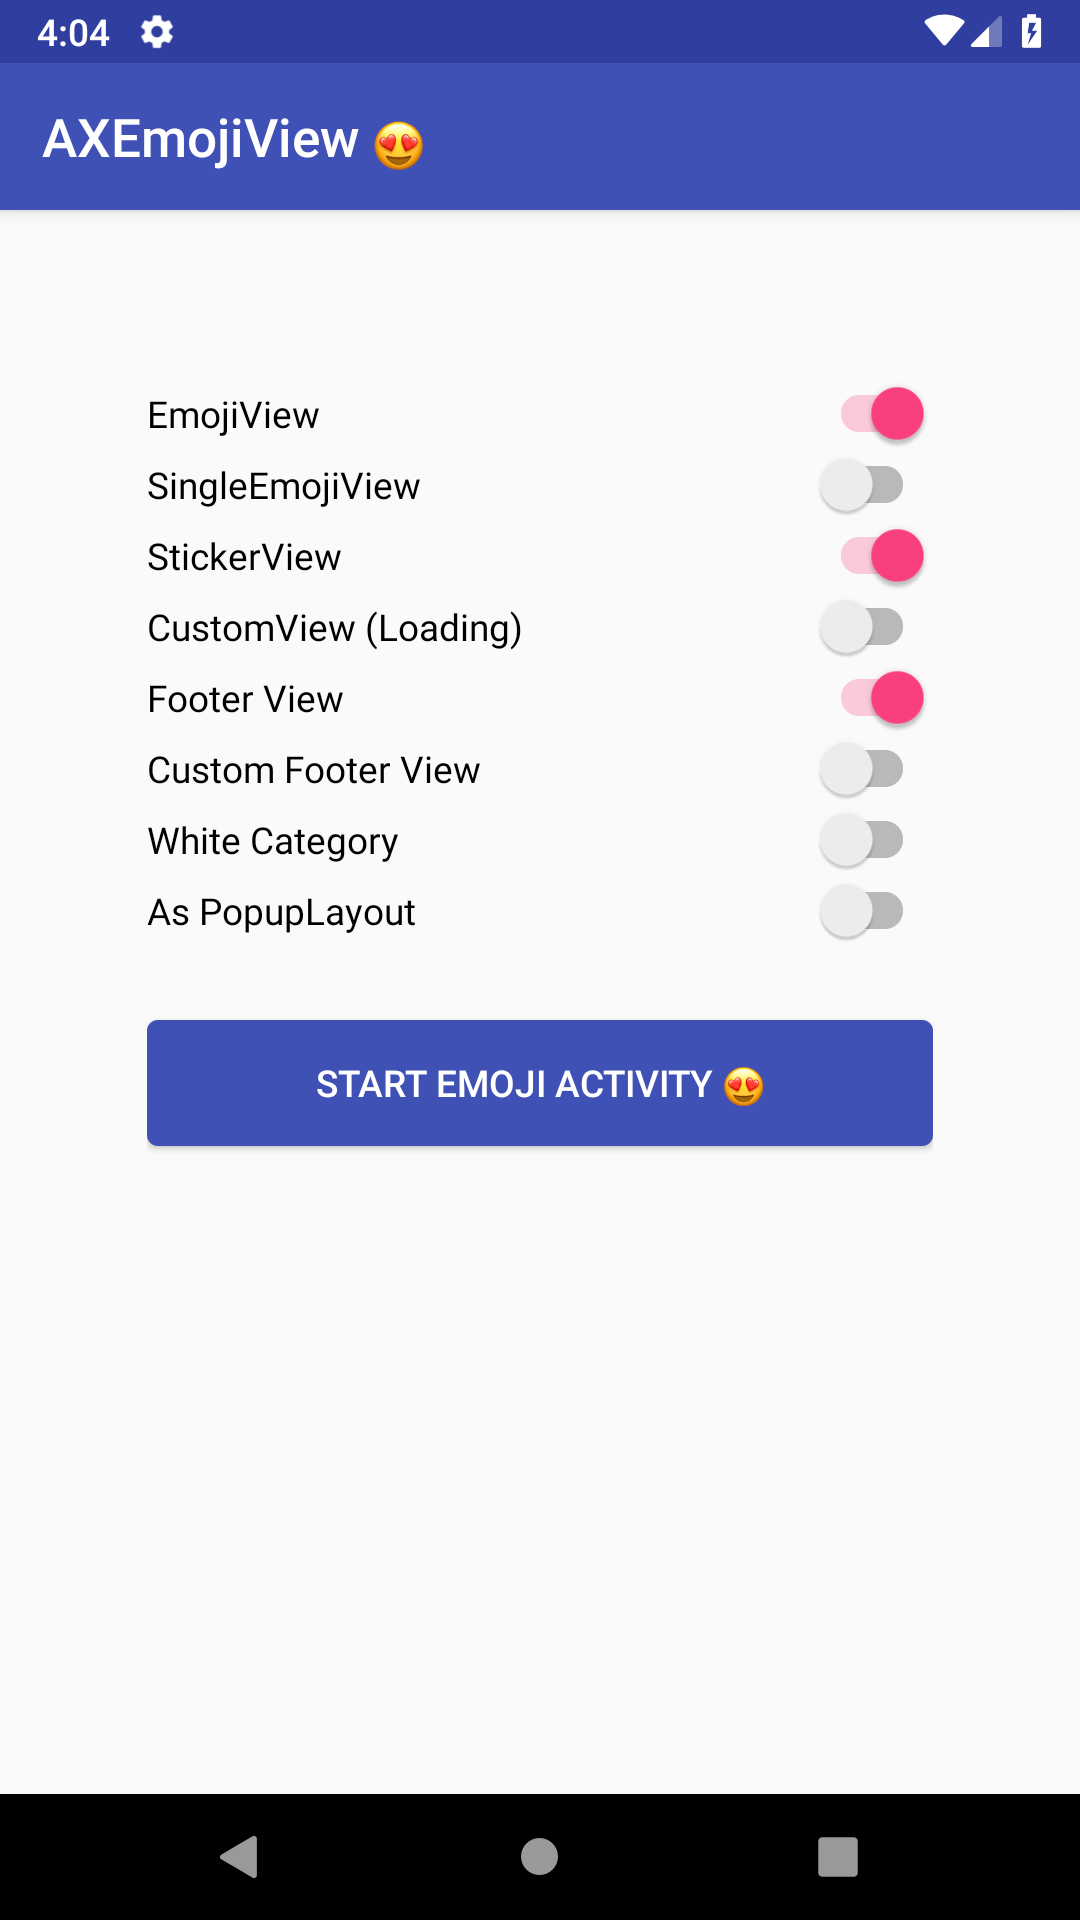 4:04
AXEmojiView 😍
EmojiView
SingleEmojiView
StickerView
CustomView (Loading)
Footer View
Custom Footer View
White Category
As PopupLayout
START EMOJI ACTIVITY 😍